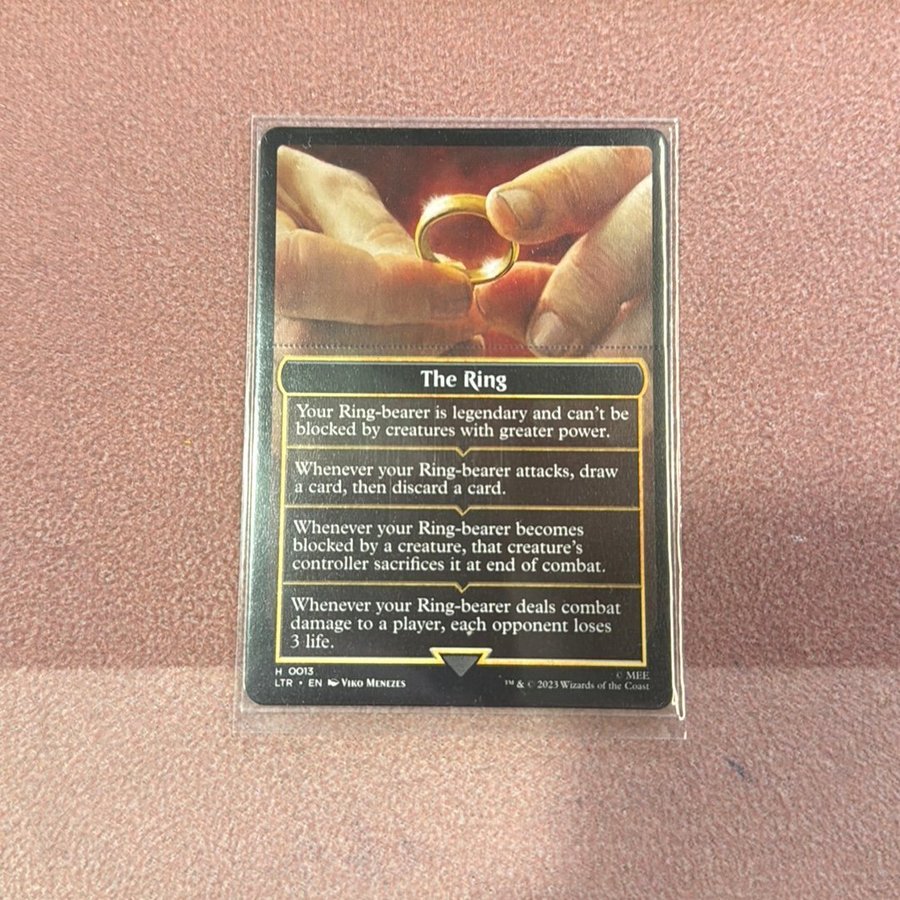 The Ring
Your Ring-bearer is legendary and can't be
blocked by creatures with greater power.
Whenever your Ring-bearer attacks, draw
a card, then discard a card.
Whenever your Ring-bearer becomes
blocked by a creature, that creature's
controller sacrifices it at end of combat.
Whenever your Ring-bearer deals combat
damage to a player, each opponent loses
3 life.
H 0013
LTR • EN Viko Menezes
© MEE
™ & © 2023 Wizards of the Coast